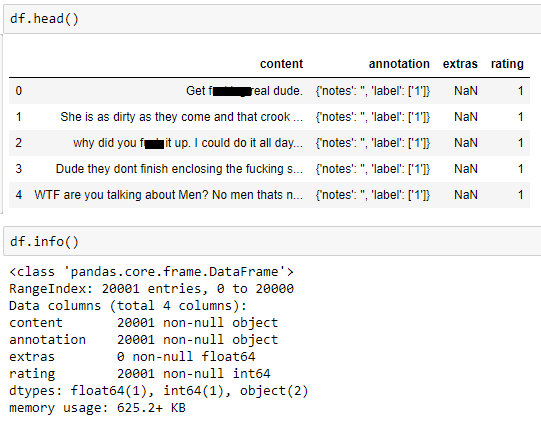 df.head()
content annotation extras rating
0 Get f real dude. {'notes': '', 'label': ['1']} NaN 1
1 She is as dirty as they come and that crook ... {'notes': '', 'label': ['1']} NaN 1
2 why did you f it up. I could do it all day... {'notes': '', 'label': ['1']} NaN 1
3 Dude they dont finish enclosing the fucking s... {'notes': '', 'label': ['1']} NaN 1
4 WTF are you talking about Men? No men thats n... {'notes': '', 'label': ['1']} NaN 1
df.info()
<class 'pandas.core.frame.DataFrame'>
RangeIndex: 20001 entries, 0 to 20000
Data columns (total 4 columns):
content 20001 non-null object
annotation 20001 non-null object
extras 0 non-null float64
rating 20001 non-null int64
dtypes: float64(1), int64(1), object(2)
memory usage: 625.2+ KB